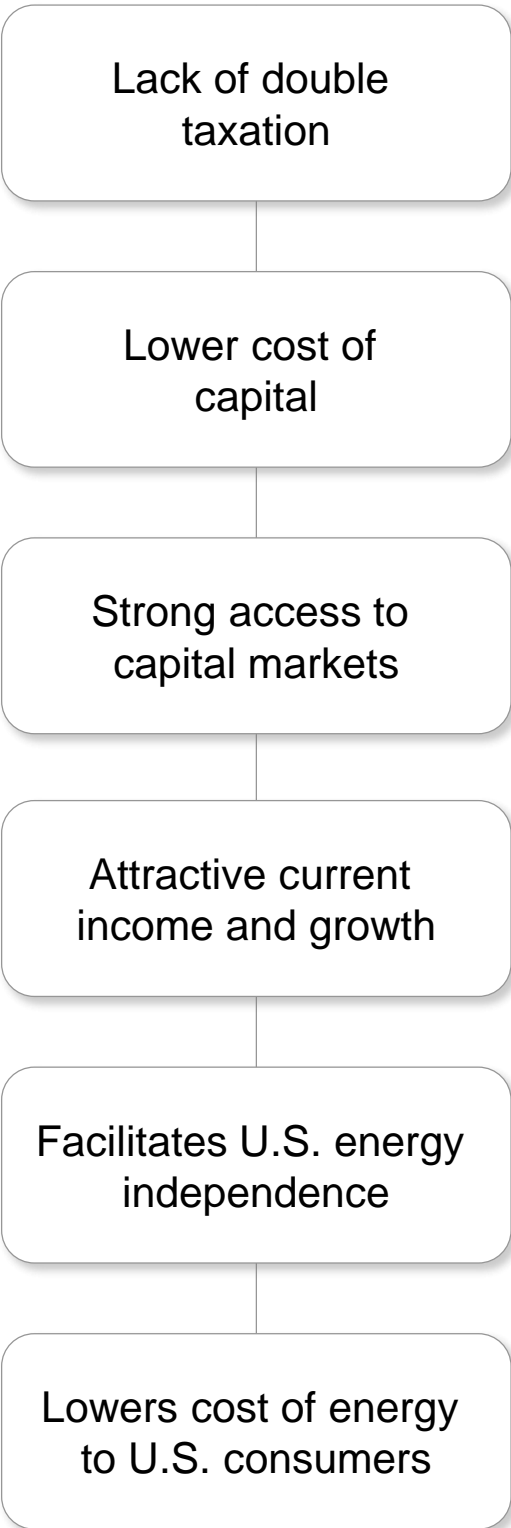 Lack of double
taxation
Lower cost of
capital
Strong access to
capital markets
Attractive current
income and growth
Facilitates U.S. energy
independence
Lowers cost of energy
to U.S. consumers